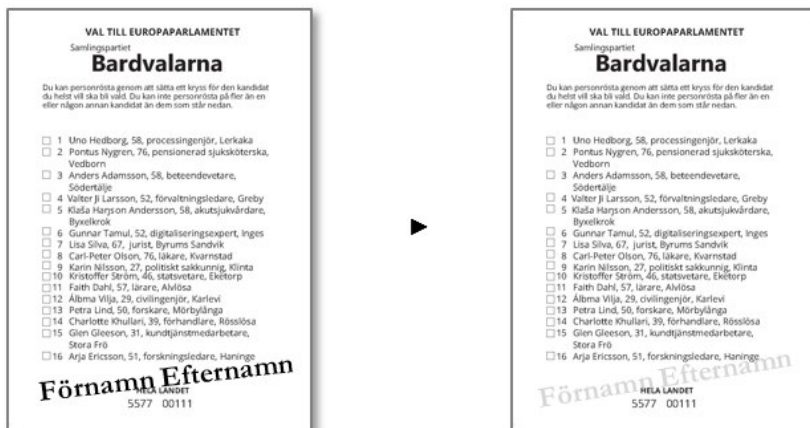 VAL TILL EUROPAPARLAMENTET
Samlingspartiet
Bardvalarna
Du kan personrösta genom att sätta ett kryss för den kandidat
du helst vill ska bli vald. Du kan inte personrösta på fler än en
eller någon annan kandidat än dem som står nedan.
1 Uno Hedborg, 58, processingenjör, Lerkaka
2 Pontus Nygren, 76, pensionerad sjuksköterska,
Vedborn
3 Anders Adamsson, 58, beteendevetare,
Södertälje
4 Valter Ji Larsson, 52, förvaltningsledare, Greby
5 Klaša Hanson Andersson, 58, akutsjukvårdare,
Byxelkrok
6 Gunnar Tamul, 52, digitaliseringsexpert, Inges
7 Lisa Silva, 67, jurist, Byrums Sandvik
8 Carl-Peter Olson, 76, läkare, Kvarnstad
9 Karin Nilsson, 27, politiskt sakkunnig, Klinta
10 Kristoffer Ström, 46, statsvetare, Eketorp
11 Faith Dahl, 57, lärare, Alvlösa
12 Álbma Vilja, 29, civilingenjör, Karlevi
13 Petra Lind, 50, forskare, Mörbylånga
14 Charlotte Khullari, 39, förhandlare, Rösslösa
15 Glen Gleeson, 31, kundtjänstmedarbetare,
Stora Frö
16 Arja Ericsson, 51, forskningsledare, Haninge
Förnamn Efternamn
HELA LANDET
5577 00111
VAL TILL EUROPAPARLAMENTET
Samlingspartiet
Bardvalarna
Du kan personrösta genom att sätta ett kryss för den kandidat
du helst vill ska bli vald. Du kan inte personrösta på fler än en
eller någon annan kandidat än dem som står nedan.
1 Uno Hedborg, 58, processingenjör, Lerkaka
2 Pontus Nygren, 76, pensionerad sjuksköterska,
Vedborn
3 Anders Adamsson, 58, beteendevetare,
Södertälje
4 Valter Ji Larsson, 52, förvaltningsledare, Greby
5 Klaša Hanson Andersson, 58, akutsjukvårdare,
Byxelkrok
6 Gunnar Tamul, 52, digitaliseringsexpert, Inges
7 Lisa Silva, 67, jurist, Byrums Sandvik
8 Carl-Peter Olson, 76, läkare, Kvarnstad
9 Karin Nilsson, 27, politiskt sakkunnig, Klinta
10 Kristoffer Ström, 46, statsvetare, Eketorp
11 Faith Dahl, 57, lärare, Alvlösa
12 Álbma Vilja, 29, civilingenjör, Karlevi
13 Petra Lind, 50, forskare, Mörbylånga
14 Charlotte Khullari, 39, förhandlare, Rösslösa
15 Glen Gleeson, 31, kundtjänstmedarbetare,
Stora Frö
16 Arja Ericsson, 51, forskningsledare, Haninge
Förnamn Efternamn
HELA LANDET
5577 00111